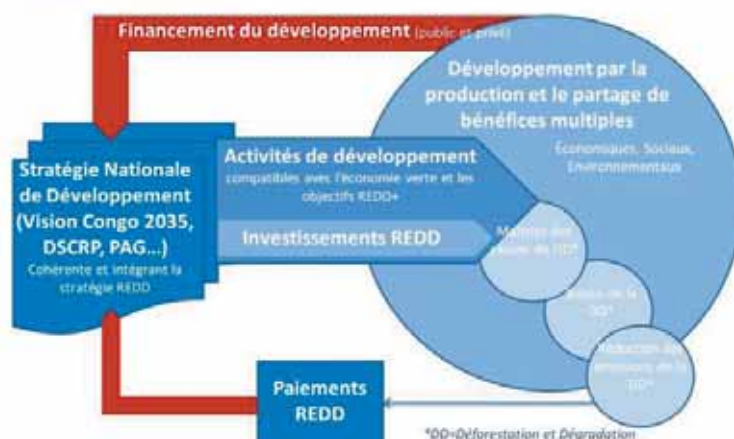 Financement du développement (public et privé)
Développement par la
production et le partage de
bénéfices multiples
Économiques, Sociaux,
Environnementaux
Stratégie Nationale
de Développement
(Vision Congo 2035,
DSCRP, PAG...)
Cohérente et intégrant la
stratégie REDD
Activités de développement
compatibles avec l'économie verte et les
objectifs REDD+
Investissements REDD
Maîtrise des
causes de DD*
de la
DD*
Réduction des
émissions de la
DD*
Paiements
REDD
*DD=Déforestation et Dégradation